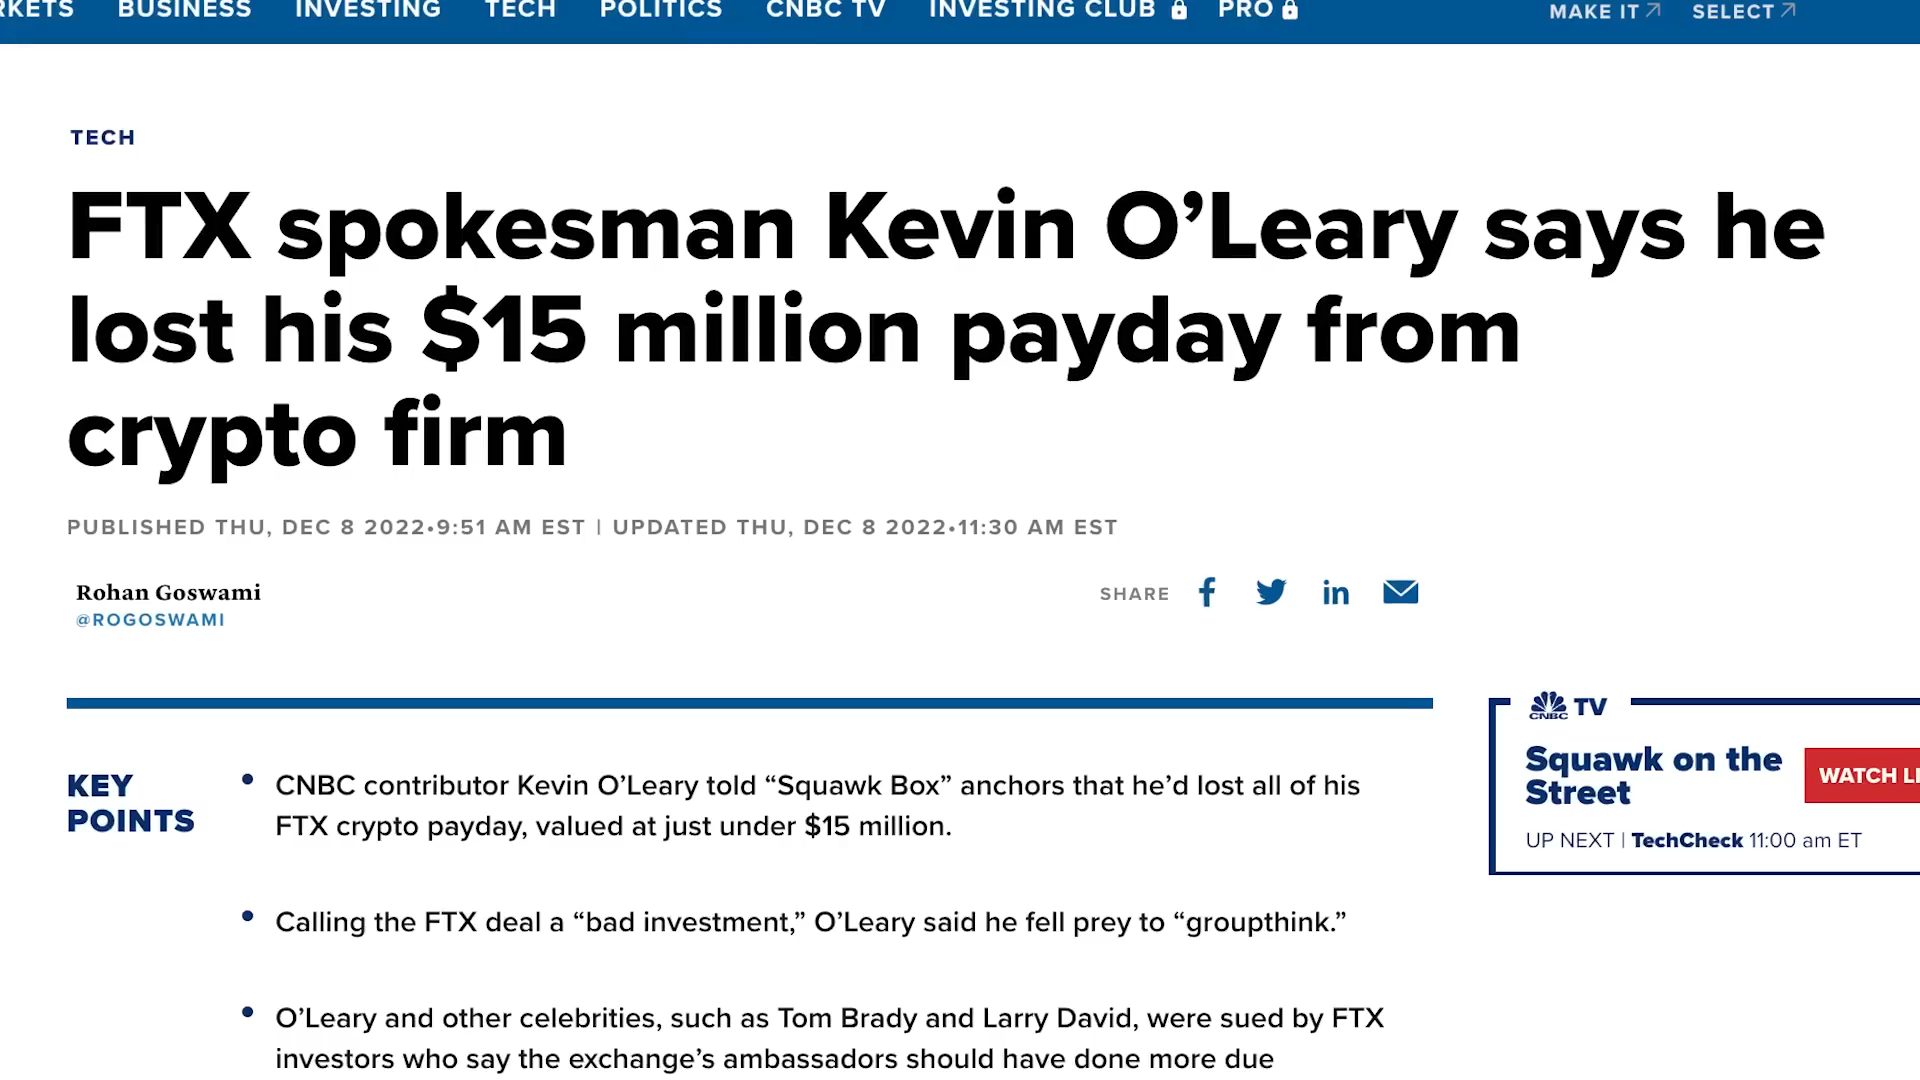 BUSINESS INVESTING TECH POLITICS CNBC TV INVESTING CLUB PRO MAKE IT SELECT
TECH
FTX spokesman Kevin O’Leary says he
lost his $15 million payday from
crypto firm
PUBLISHED THU, DEC 8 2022•9:51 AM EST | UPDATED THU, DEC 8 2022•11:30 AM EST
Rohan Goswami
@ROGOSWAMI
SHARE
CNBC TV
Squawk on the
Street
WATCH
UP NEXT | TechCheck 11:00 am ET
KEY
POINTS
• CNBC contributor Kevin O’Leary told “Squawk Box” anchors that he’d lost all of his
FTX crypto payday, valued at just under $15 million.
• Calling the FTX deal a “bad investment,” O’Leary said he fell prey to “groupthink.”
• O’Leary and other celebrities, such as Tom Brady and Larry David, were sued by FTX
investors who say the exchange’s ambassadors should have done more due